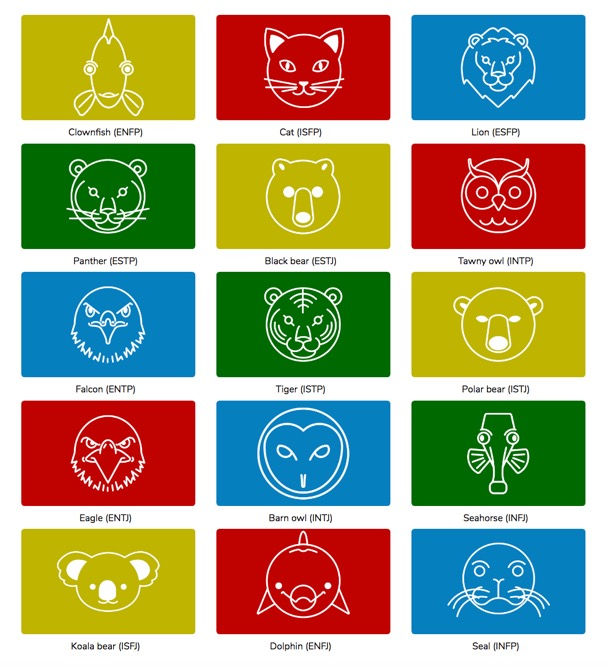 Clownfish (ENFP)
Cat (ISFP)
Lion (ESFP)
Panther (ESTP)
Black bear (ESTJ)
Tawny owl (INTP)
Falcon (ENTP)
Tiger (ISTP)
Polar bear (ISTJ)
Eagle (ENTJ)
Barn owl (INTJ)
Seahorse (INFJ)
Koala bear (ISFJ)
Dolphin (ENFJ)
Seal (INFP)